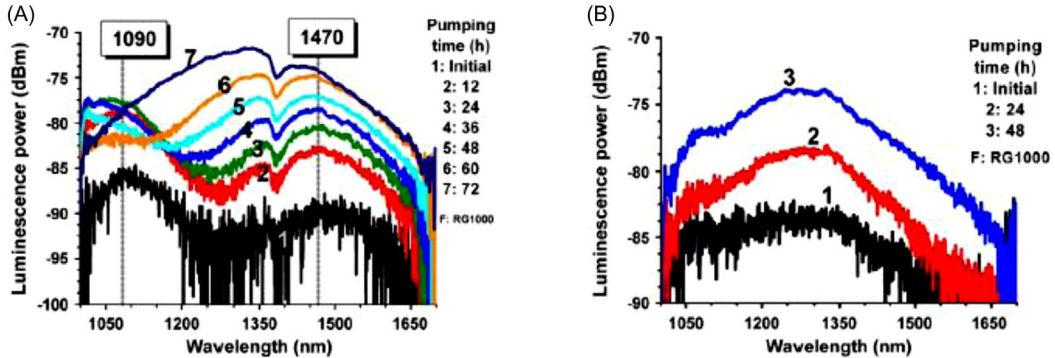 (A)
Luminescence power (dBm)
-70
-75
-80
-85
-90
-95
-100
1090
1470
7
6
5
4
3
2
1
Pumping
time (h)
1: Initial
2: 12
3: 24
4: 36
5: 48
6: 60
7: 72
F: RG1000
1050 1200 1350 1500 1650
Wavelength (nm)
(B)
Luminescence power (dBm)
-70
-75
-80
-85
-90
3
2
1
Pumping
time (h)
1: Initial
2: 24
3: 48
F: RG1000
1050 1200 1350 1500 1650
Wavelength (nm)